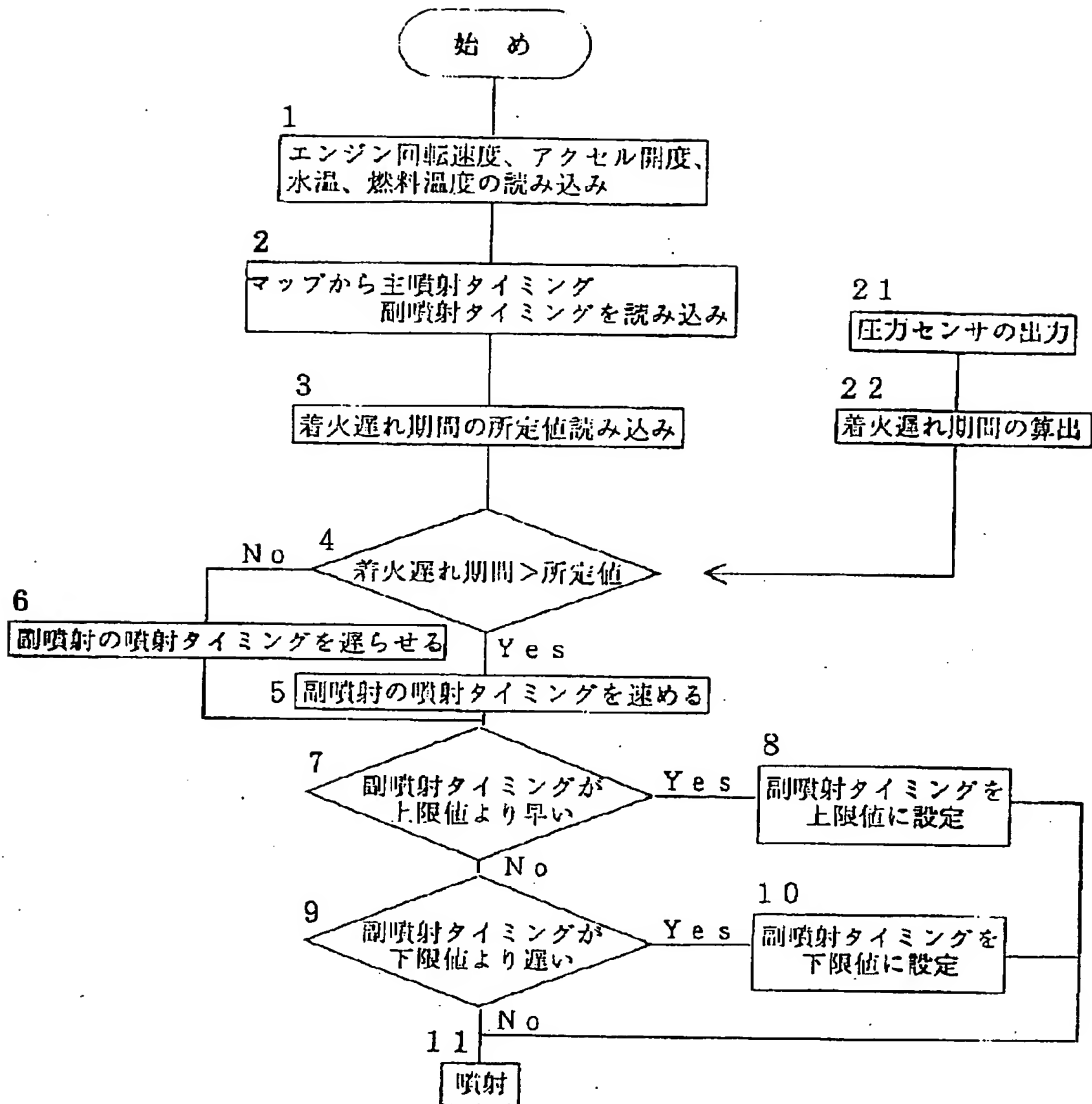 始め
1
エンジン回転速度、アクセル開度、
水温、燃料温度の読み込み
2
マップから主噴射タイミング
副噴射タイミングを読み込み
3
着火遅れ期間の所定値読み込み
21
圧力センサの出力
22
着火遅れ期間の算出
4
着火遅れ期間>所定値
No
Yes
6
副噴射の噴射タイミングを遅らせる
5
副噴射の噴射タイミングを速める
7
副噴射タイミングが
上限値より早い
Yes
8
副噴射タイミングを
上限値に設定
No
9
副噴射タイミングが
下限値より遅い
Yes
10
副噴射タイミングを
下限値に設定
No
11
噴射